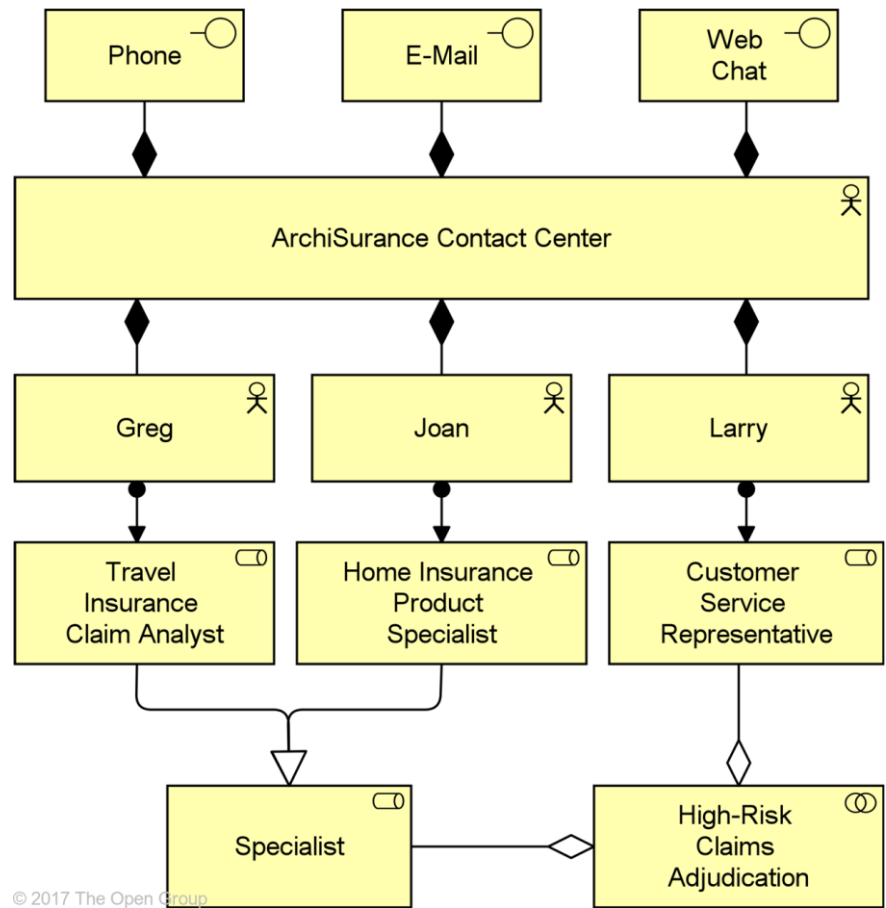 Phone
E-Mail
Web
Chat
ArchiSurance Contact Center
Greg
Joan
Larry
Travel
Insurance
Claim Analyst
Home Insurance
Product
Specialist
Customer
Service
Representative
Specialist
High-Risk
Claims
Adjudication
© 2017 The Open Group